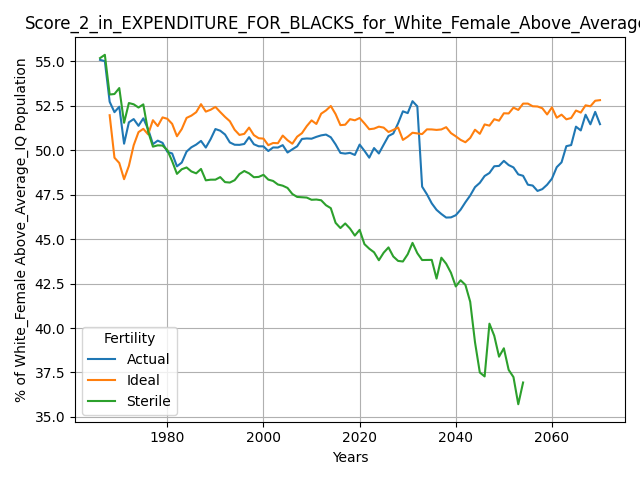 Score_2_in_EXPENDITURE_FOR_BLACKS_for_White_Female_Above_Average
% of White_Female Above_Average_IQ Population
55.0
52.5
50.0
47.5
45.0
42.5
40.0
37.5
35.0
Fertility
Actual
Ideal
Sterile
1980
2000
2020
2040
2060
Years